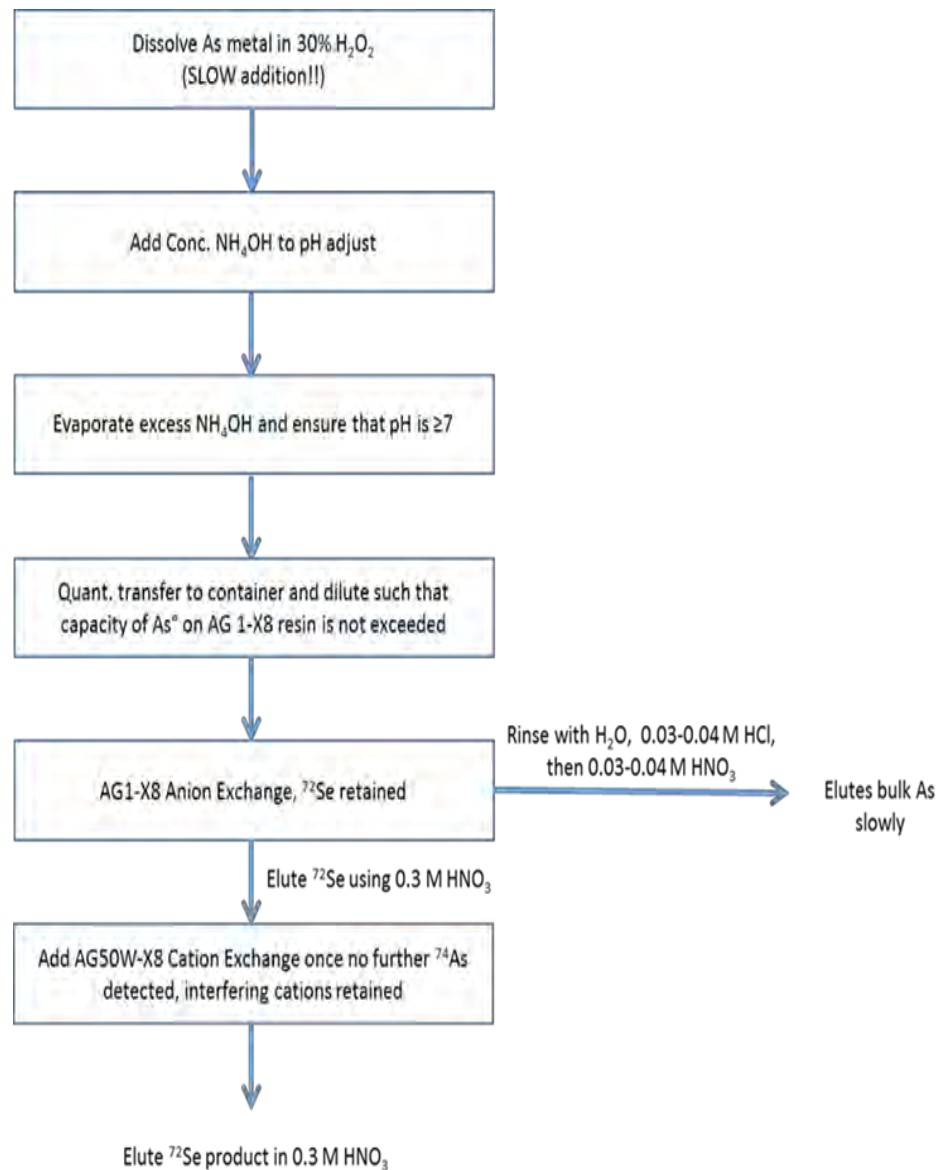 Dissolve As metal in 30% H₂O₂
(SLOW addition!!)
Add Conc. NH₄OH to pH adjust
Evaporate excess NH₄OH and ensure that pH is ≥7
Quant. transfer to container and dilute such that
capacity of As° on AG 1-X8 resin is not exceeded
Rinse with H₂O, 0.03-0.04 M HCl,
then 0.03-0.04 M HNO₃
AG1-X8 Anion Exchange, ⁷²Se retained
Elutes bulk As
slowly
Elute ⁷²Se using 0.3 M HNO₃
Add AG50W-X8 Cation Exchange once no further ⁷⁴As
detected, interfering cations retained
Elute ⁷²Se product in 0.3 M HNO₃